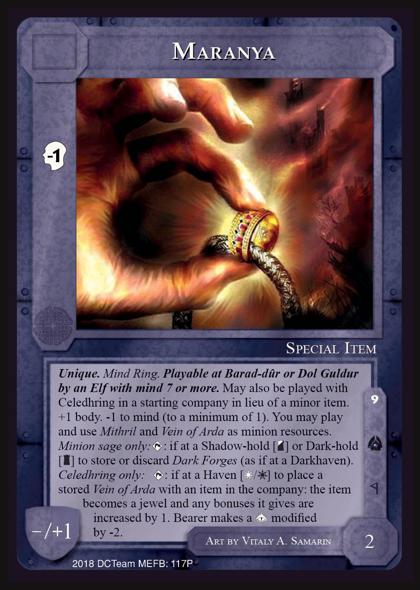 MARANYA
-1
SPECIAL ITEM
Unique. Mind Ring. Playable at Barad-dûr or Dol Guldur
by an Elf with mind 7 or more. May also be played with
Celedhring in a starting company in lieu of a minor item.
+1 body. -1 to mind (to a minimum of 1). You may play
and use Mithril and Vein of Arda as minion resources.
Minion sage only: : if at a Shadow-hold [ ] or Dark-hold
[ ] to store or discard Dark Forges (as if at a Darkhaven).
Celedhring only: : if at a Haven [ / ] to place a
stored Vein of Arda with an item in the company: the item
becomes a jewel and any bonuses it gives are
increased by 1. Bearer makes a modified
by -2.
9
–/+1
ART BY VITALY A. SAMARIN
2
2018 DCTeam MEFB: 117P